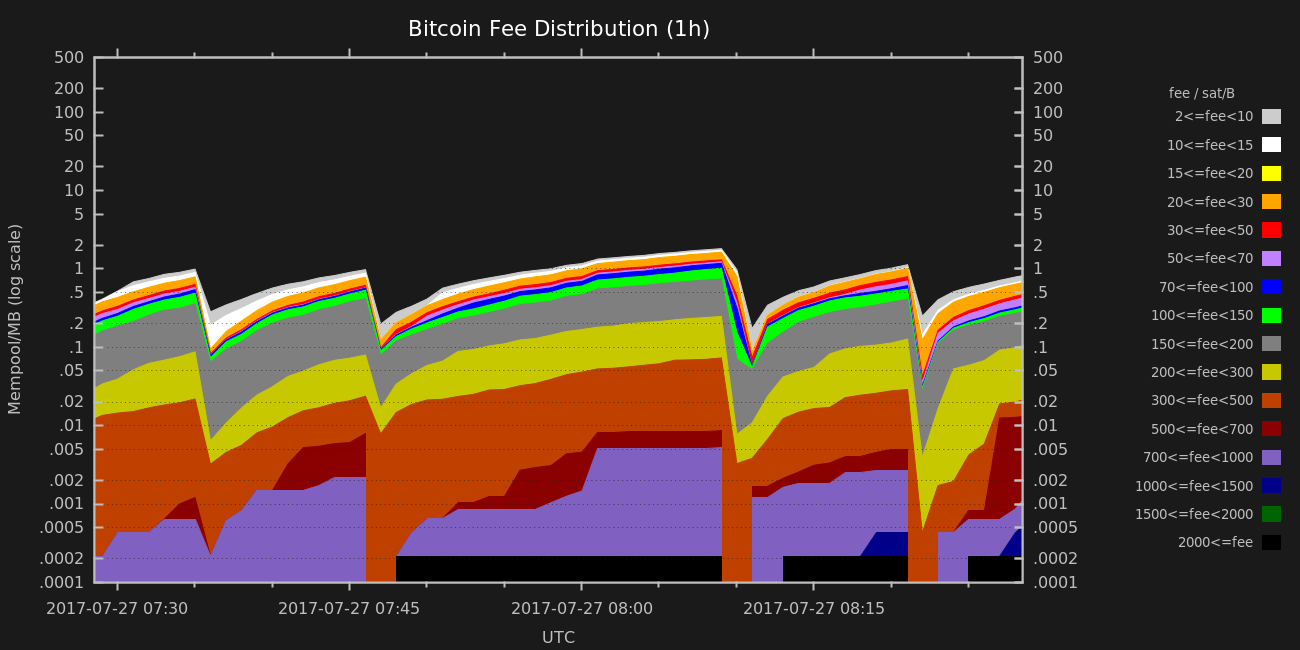 Bitcoin Fee Distribution (1h)
Mempool/MB (log scale)
500
200
100
50
20
10
5
2
1
.5
.2
.1
.05
.02
.01
.005
.002
.001
.0005
.0002
.0001
500
200
100
50
20
10
5
2
1
.5
.2
.1
.05
.02
.01
.005
.002
.001
.0005
.0002
.0001
2017-07-27 07:30
2017-07-27 07:45
2017-07-27 08:00
2017-07-27 08:15
UTC
fee / sat/B
2<=fee<10
10<=fee<15
15<=fee<20
20<=fee<30
30<=fee<50
50<=fee<70
70<=fee<100
100<=fee<150
150<=fee<200
200<=fee<300
300<=fee<500
500<=fee<700
700<=fee<1000
1000<=fee<1500
1500<=fee<2000
2000<=fee